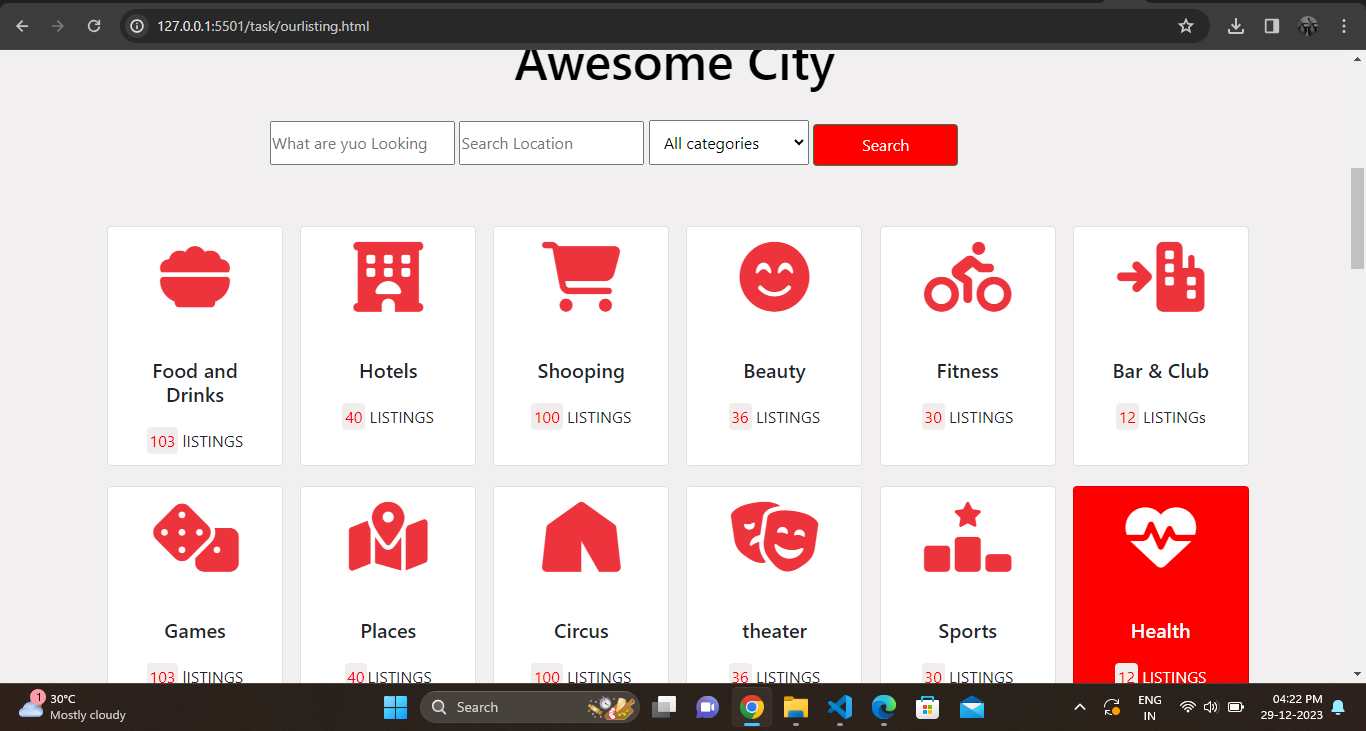 127.0.0.1:5501/task/ourlisting.html
Awesome City
What are yuo Looking Search Location All categories Search
Food and Drinks
103 lISTINGS
Hotels
40 LISTINGS
Shooping
100 LISTINGS
Beauty
36 LISTINGS
Fitness
30 LISTINGS
Bar & Club
12 LISTINGs
Games
103 lISTINGS
Places
40 LISTINGS
Circus
100 LISTINGS
theater
36 LISTINGS
Sports
30 LISTINGS
Health
12 LISTINGS
1
30°C
Mostly cloudy
Search
ENG
IN
04:22 PM
29-12-2023